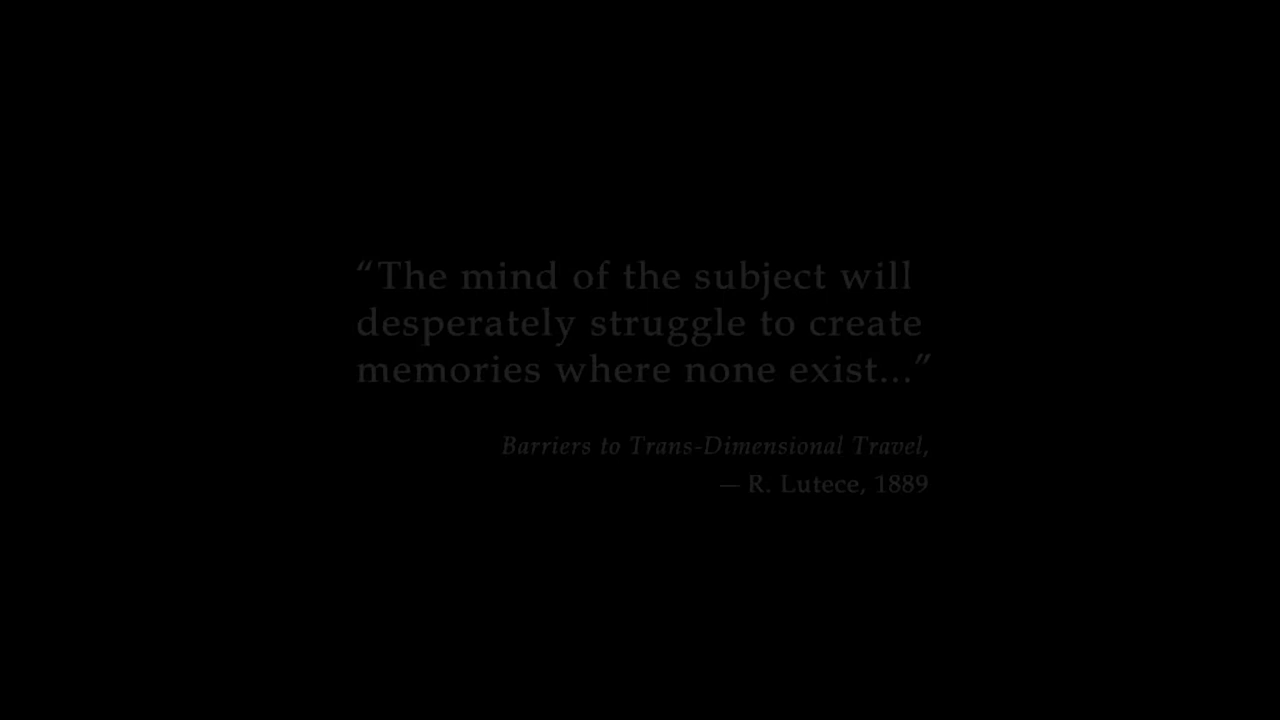 “The mind of the subject will
desperately struggle to create
memories where none exist...”
Barriers to Trans-Dimensional Travel,
— R. Lutece, 1889